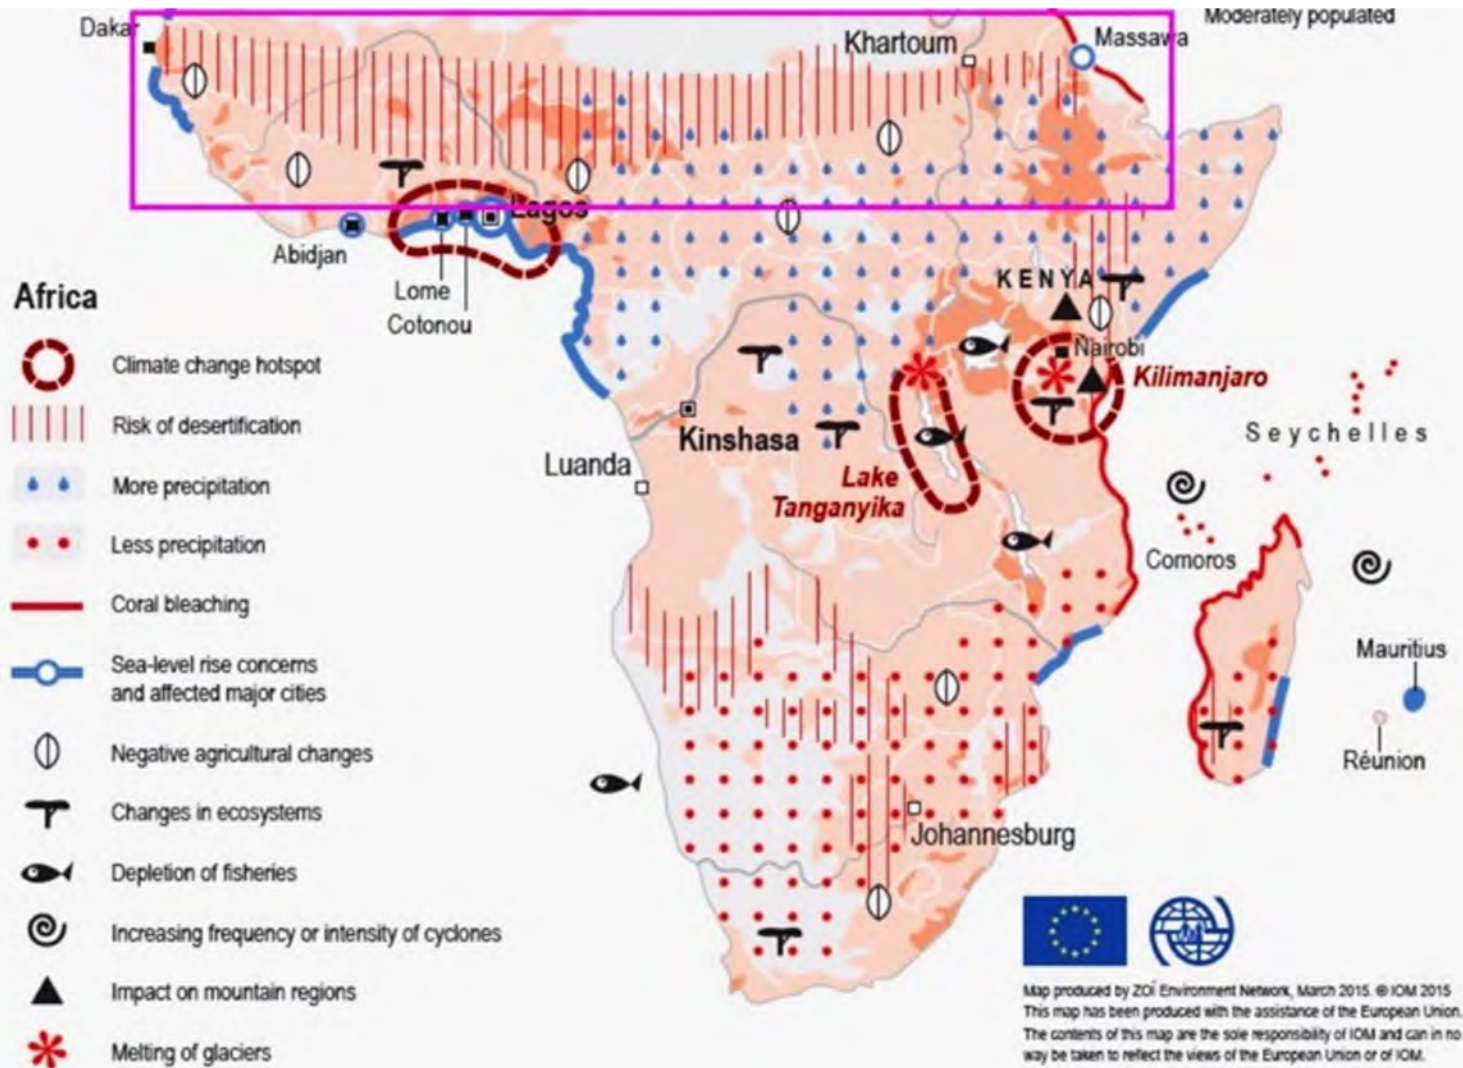 Moderately populated
Dakar
Khartoum
Massawa
Lagos
Abidjan
Lome
Cotonou
KENYA
Nairobi
Kilimanjaro
Kinshasa
Luanda
Lake
Tanganyika
Seychelles
Comoros
Mauritius
Réunion
Johannesburg
Africa
Climate change hotspot
Risk of desertification
More precipitation
Less precipitation
Coral bleaching
Sea-level rise concerns
and affected major cities
Negative agricultural changes
Changes in ecosystems
Depletion of fisheries
Increasing frequency or intensity of cyclones
Impact on mountain regions
Melting of glaciers
Map produced by ZOÏ Environment Network, March 2015. © IOM 2015
This map has been produced with the assistance of the European Union.
The contents of this map are the sole responsibility of IOM and can in no
way be taken to reflect the views of the European Union or of IOM.